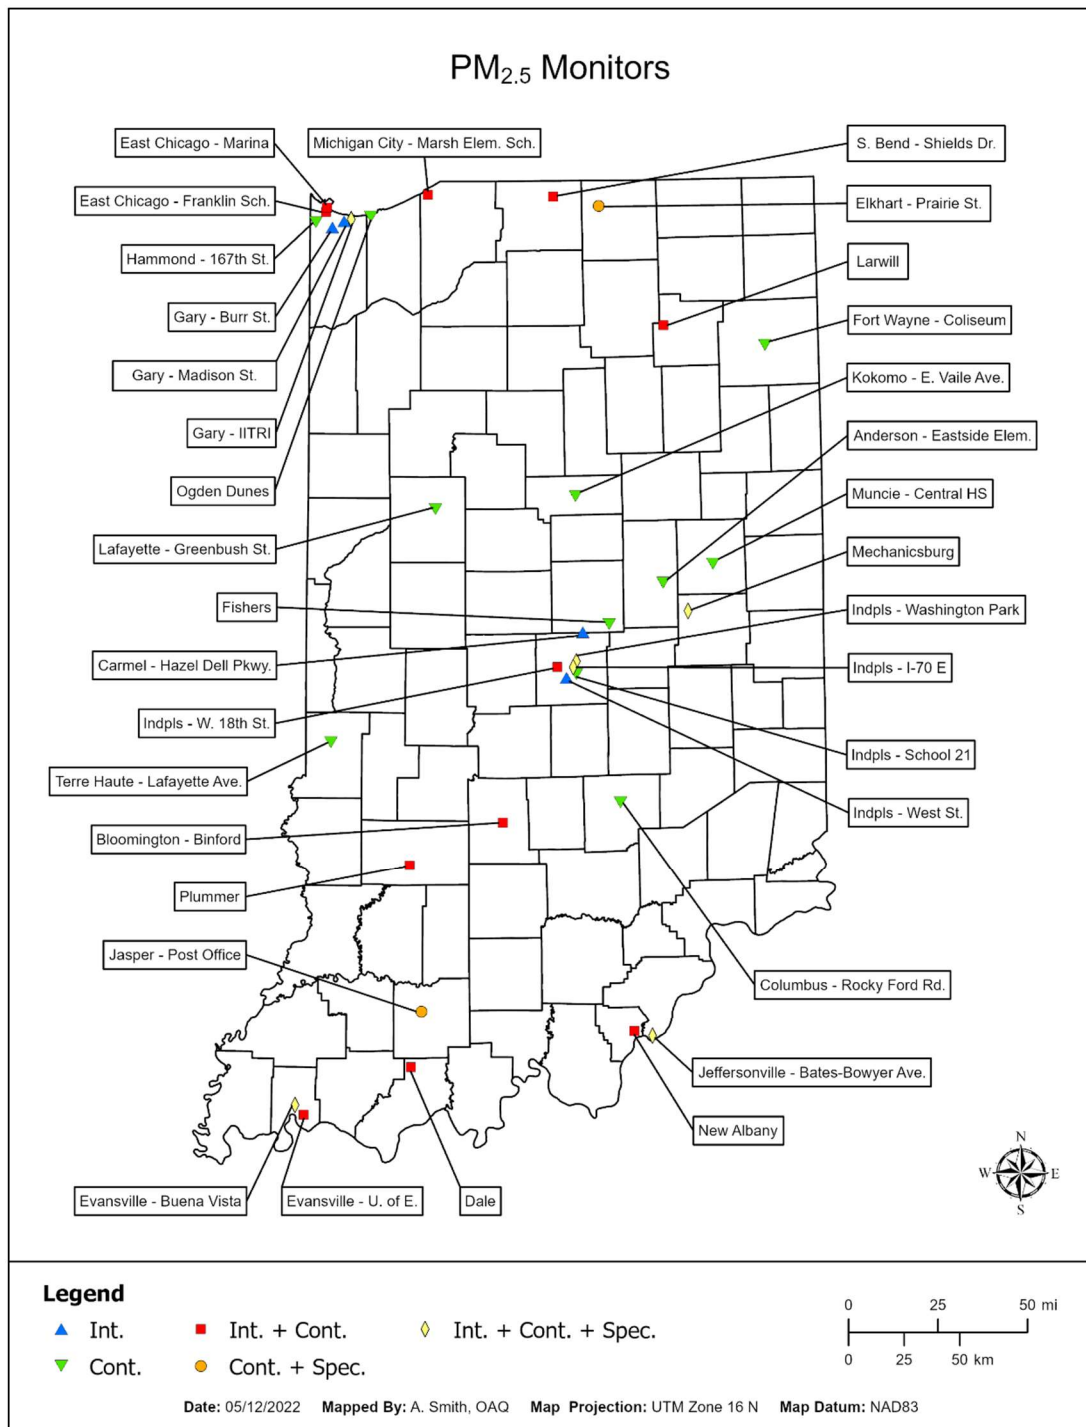 PM2.5 Monitors
East Chicago - Marina
Michigan City - Marsh Elem. Sch.
S. Bend - Shields Dr.
East Chicago - Franklin Sch.
Elkhart - Prairie St.
Hammond - 167th St.
Larwill
Gary - Burr St.
Fort Wayne - Coliseum
Gary - Madison St.
Kokomo - E. Vaile Ave.
Gary - IITRI
Anderson - Eastside Elem.
Ogden Dunes
Muncie - Central HS
Lafayette - Greenbush St.
Mechanicsburg
Fishers
Indpls - Washington Park
Carmel - Hazel Dell Pkwy.
Indpls - I-70 E
Indpls - W. 18th St.
Indpls - School 21
Terre Haute - Lafayette Ave.
Indpls - West St.
Bloomington - Binford
Plummer
Jasper - Post Office
Columbus - Rocky Ford Rd.
Jeffersonville - Bates-Bowyer Ave.
New Albany
Evansville - Buena Vista
Evansville - U. of E.
Dale
N
W E
S
Legend
Int.
Int. + Cont.
Int. + Cont. + Spec.
Cont.
Cont. + Spec.
0 25 50 mi
0 25 50 km
Date: 05/12/2022 Mapped By: A. Smith, OAQ Map Projection: UTM Zone 16 N Map Datum: NAD83